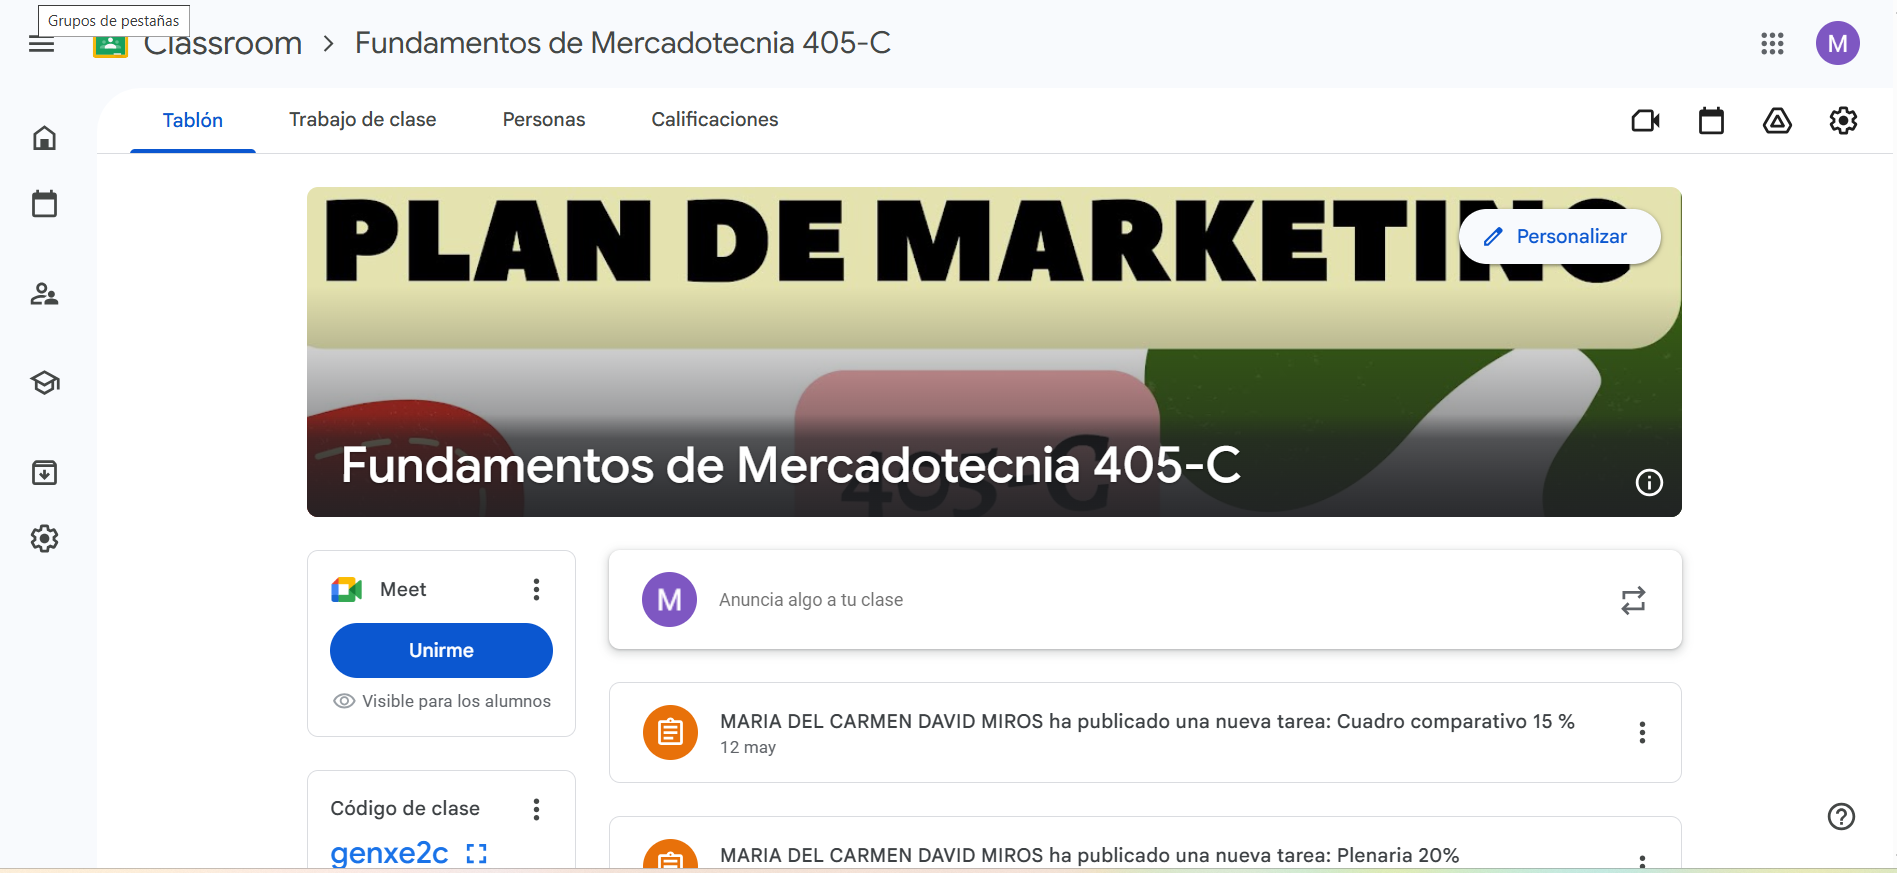 Grupos de pestañas
Classroom > Fundamentos de Mercadotecnia 405-C
M
Tablón Trabajo de clase Personas Calificaciones
PLAN DE MARKETING
Personalizar
405-C
Fundamentos de Mercadotecnia 405-C
Meet
Unirme
Visible para los alumnos
M Anuncia algo a tu clase
MARIA DEL CARMEN DAVID MIROS ha publicado una nueva tarea: Cuadro comparativo 15 %
12 may
Código de clase
genxe2c
MARIA DEL CARMEN DAVID MIROS ha publicado una nueva tarea: Plenaria 20%